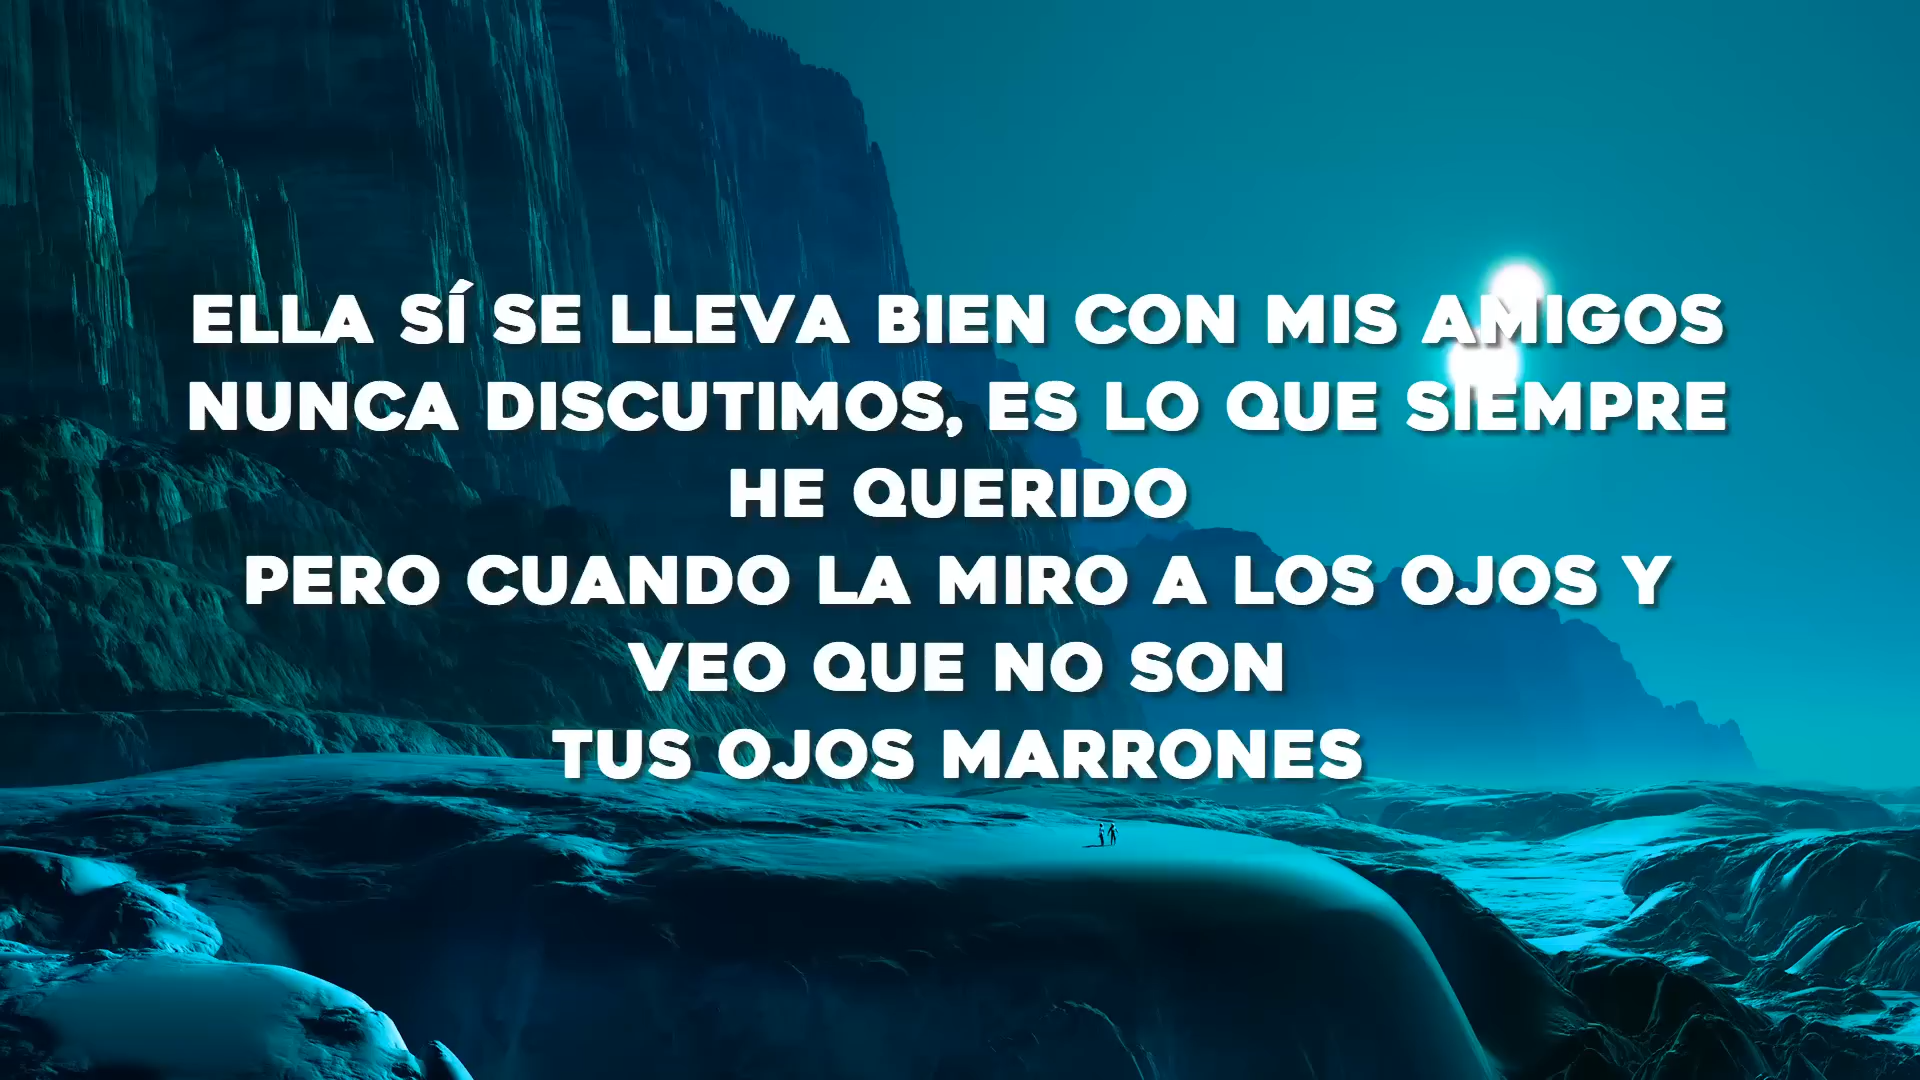 ELLA SÍ SE LLEVA BIEN CON MIS AMIGOS
NUNCA DISCUTIMOS, ES LO QUE SIEMPRE
HE QUERIDO
PERO CUANDO LA MIRO A LOS OJOS Y
VEO QUE NO SON
TUS OJOS MARRONES